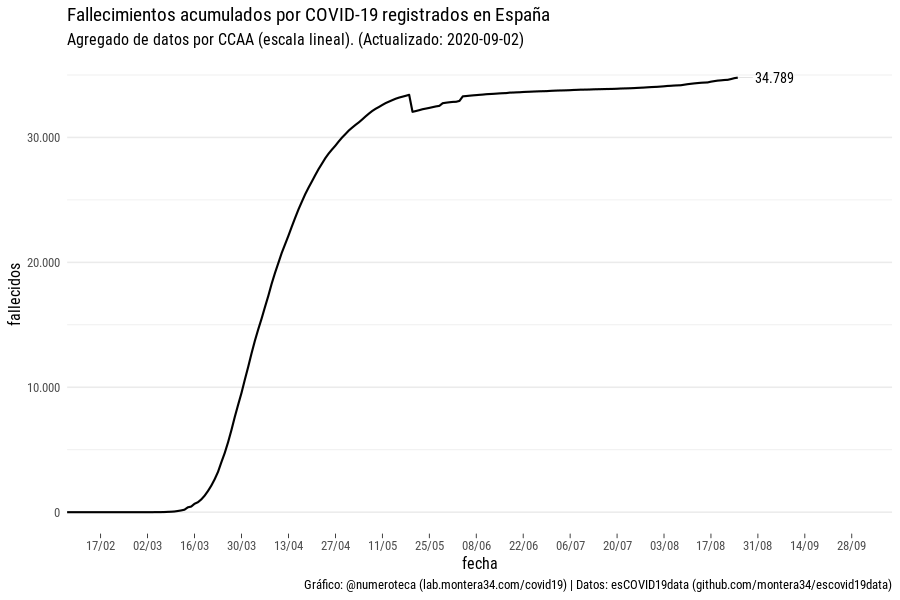 Fallecimientos acumulados por COVID-19 registrados en España
Agregado de datos por CCAA (escala lineal). (Actualizado: 2020-09-02)
34.789
30.000
20.000
10.000
0
fallecidos
17/02 02/03 16/03 30/03 13/04 27/04 11/05 25/05 08/06 22/06 06/07 20/07 03/08 17/08 31/08 14/09 28/09
fecha
Gráfico: @numeroteca (lab.montera34.com/covid19) | Datos: esCOVID19data (github.com/montera34/escovid19data)